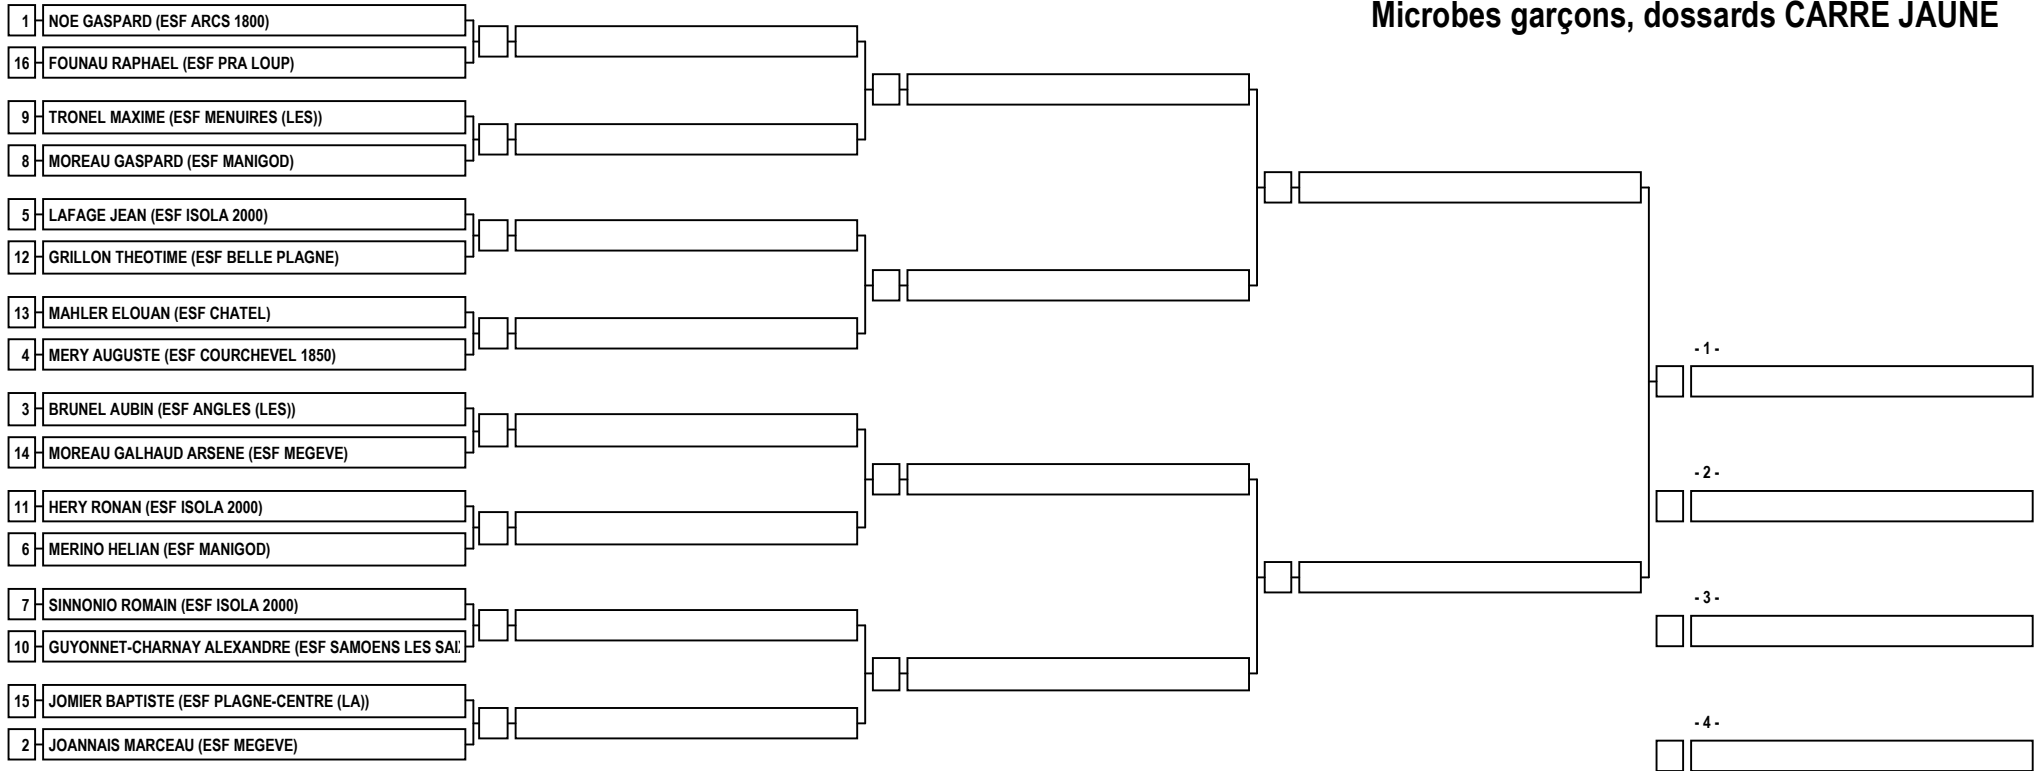 Microbes garçons, dossards CARRE JAUNE
1 NOE GASPARD (ESF ARCS 1800)
16 FOUNAU RAPHAEL (ESF PRA LOUP)
9 TRONEL MAXIME (ESF MENUIRES (LES))
8 MOREAU GASPARD (ESF MANIGOD)
5 LAFAGE JEAN (ESF ISOLA 2000)
12 GRILLON THEOTIME (ESF BELLE PLAGNE)
13 MAHLER ELOUAN (ESF CHATEL)
4 MERY AUGUSTE (ESF COURCHEVEL 1850)
3 BRUNEL AUBIN (ESF ANGLES (LES))
14 MOREAU GALHAUD ARSENE (ESF MEGEVE)
11 HERY RONAN (ESF ISOLA 2000)
6 MERINO HELIAN (ESF MANIGOD)
7 SINNONIO ROMAIN (ESF ISOLA 2000)
10 GUYONNET-CHARNAY ALEXANDRE (ESF SAMOENS LES
15 JOMIER BAPTISTE (ESF PLAGNE-CENTRE (LA))
2 JOANNAIS MARCEAU (ESF MEGEVE)
- 1 -
- 2 -
- 3 -
- 4 -